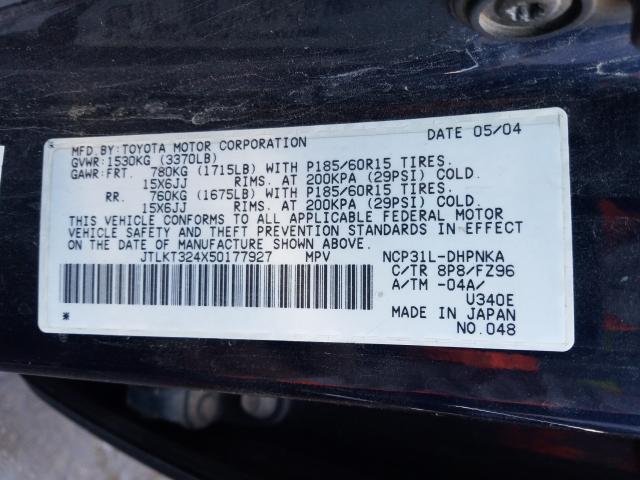 MFD.BY:TOYOTA MOTOR CORPORATION DATE 05/04
GVWR:1530KG (3370LB)
GAWR:FRT. 780KG (1715LB) WITH P185/60R15 TIRES.
15X6JJ RIMS. AT 200KPA (29PSI) COLD.
RR. 760KG (1675LB) WITH P185/60R15 TIRES.
15X6JJ RIMS. AT 200KPA (29PSI) COLD.
THIS VEHICLE CONFORMS TO ALL APPLICABLE FEDERAL MOTOR
VEHICLE SAFETY AND THEFT PREVENTION STANDARDS IN EFFECT
ON THE DATE OF MANUFACTURE SHOWN ABOVE.
JTLKT324X50177927 MPV NCP31L-DHPNKA
C/TR 8P8/FZ96
A/TM -04A/
U340E
MADE IN JAPAN
* * NO.048